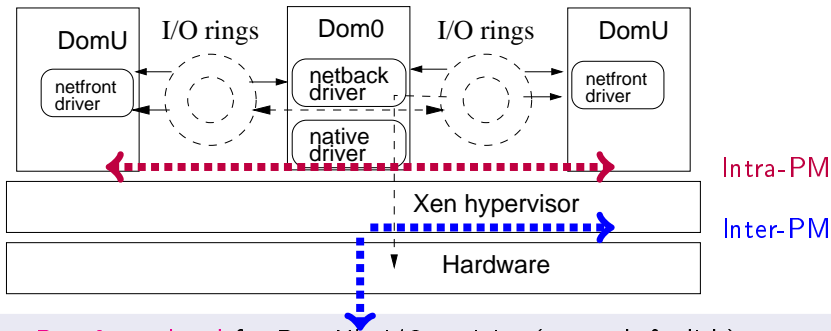 DomU
I/O rings
Dom0
I/O rings
DomU
netfront
driver
netback
driver
netfront
driver
native
driver
Intra-PM
Xen hypervisor
Inter-PM
Hardware